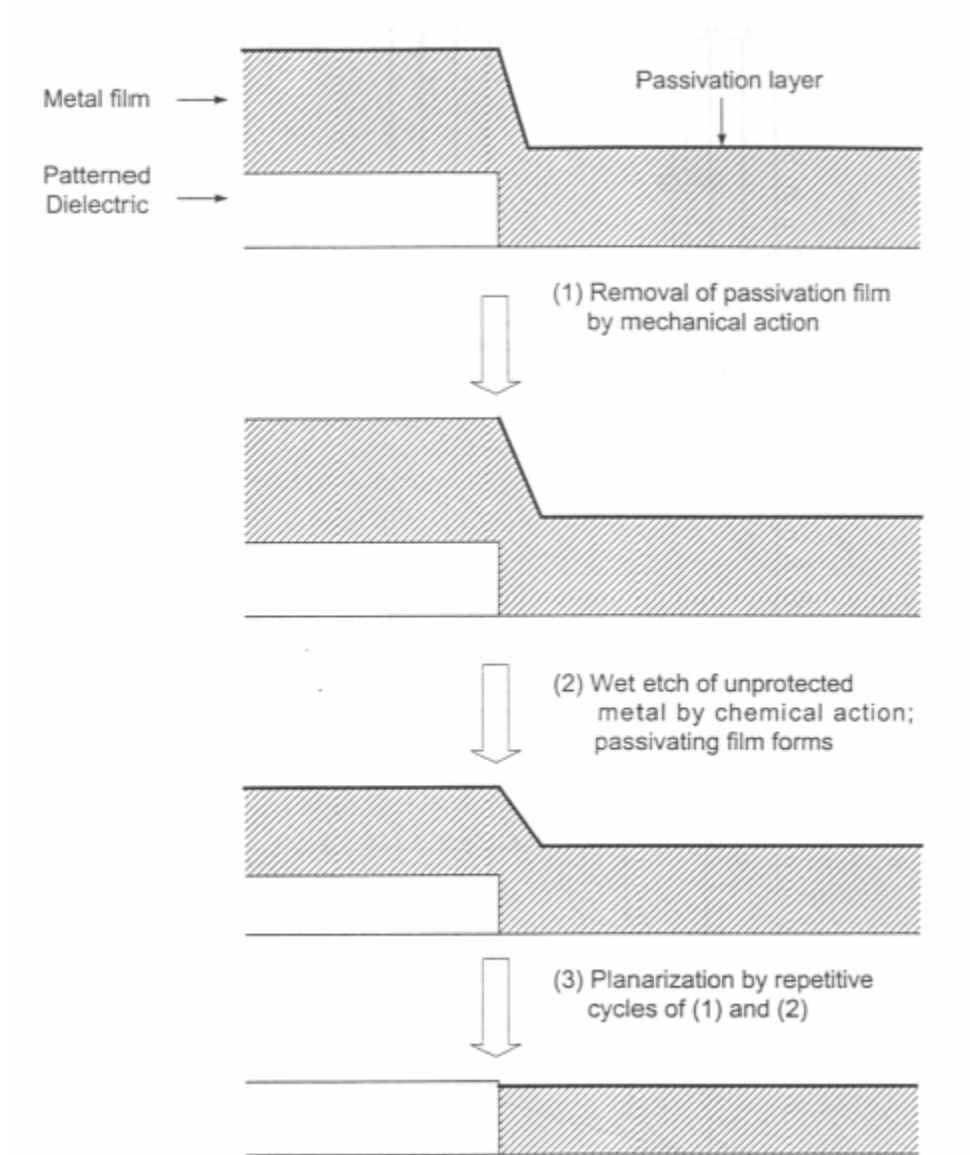 Passivation layer
Metal film
Patterned
Dielectric
(1) Removal of passivation film
by mechanical action
(2) Wet etch of unprotected
metal by chemical action;
passivating film forms
(3) Planarization by repetitive
cycles of (1) and (2)